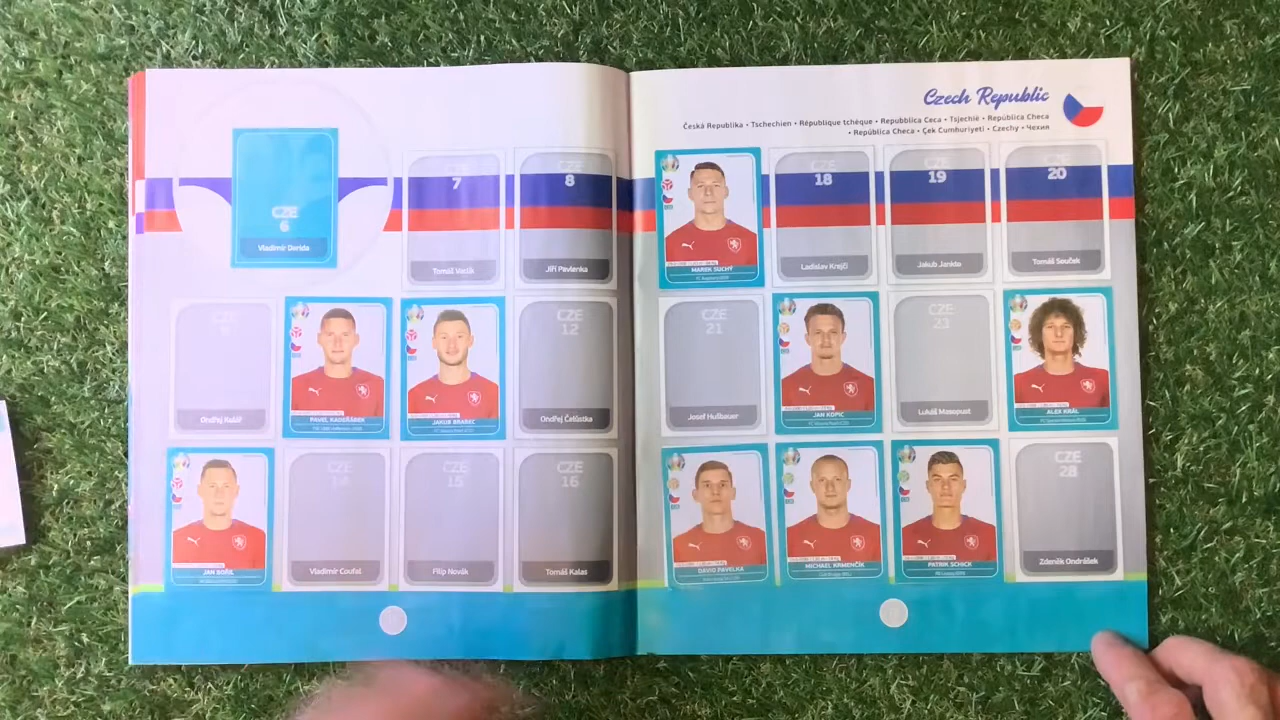 Czech Republic
Česká Republika • Tschechien • République tchèque • Repubblica Ceca • Tsjechië • República Checa
• República Checa • Çek Cumhuriyeti • Czechy • Чехия
CZE
6
Vladimír Darida
CZE
7
Tomáš Vaclík
CZE
8
Jiří Pavlenka
MAREK SUCHÝ
CZE
18
Ladislav Krejčí
CZE
19
Jakub Jankto
CZE
20
Tomáš Souček
Ondřej Kúdela
PAVEL KADEŘÁBEK
JAKUB BRABEC
CZE
12
Ondřej Čelůstka
CZE
21
Josef Hušbauer
JAN KOPIC
CZE
23
Lukáš Masopust
ALEX KRÁL
JAN BOŘIL
CZE
14
Vladimír Coufal
CZE
15
Filip Novák
CZE
16
Tomáš Kalas
DAVID PAVELKA
MICHAEL KRMENČÍK
PATRIK SCHICK
CZE
28
Zdeněk Ondrášek